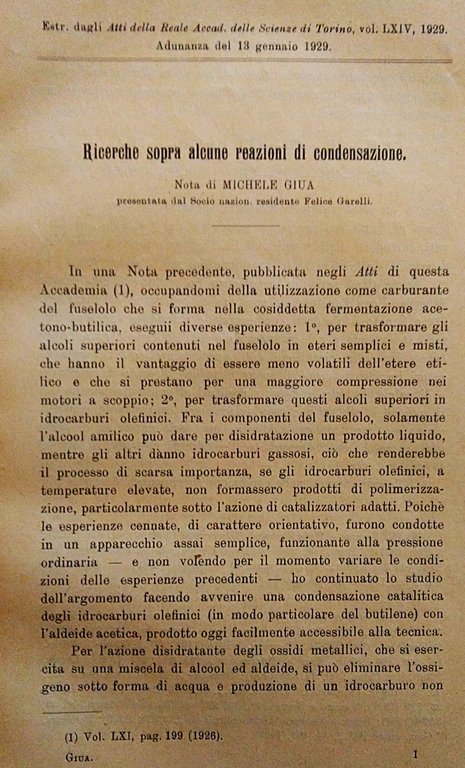 Estr. dagli Atti della Reale Accad. delle Scienze di Torino, vol. LXIV, 1929.
Adunanza del 13 gennaio 1929.
Ricerche sopra alcune reazioni di condensazione.
Nota di MICHELE GIUA
presentata dal Socio nazion. residente Felice Garelli.
In una Nota precedente, pubblicata negli Atti di questa
Accademia (1), occupandomi della utilizzazione come carburante
del fuselolo che si forma nella cosiddetta fermentazione ace-
tono-butilica, eseguii diverse esperienze: 1º, per trasformare gli
alcoli superiori contenuti nel fuselolo in eteri semplici e misti,
che hanno il vantaggio di essere meno volatili dell'etere eti-
lico e che si prestano per una maggiore compressione nei
motori a scoppio; 2º, per trasformare questi alcoli superiori in
idrocarburi olefinici. Fra i componenti del fuselolo, solamente
l'alcool amilico può dare per disidratazione un prodotto liquido,
mentre gli altri dànno idrocarburi gassosi, ciò che renderebbe
il processo di scarsa importanza, se gli idrocarburi olefinici, a
temperature elevate, non formassero prodotti di polimerizza-
zione, particolarmente sotto l'azione di catalizzatori adatti. Poichè
le esperienze cennate, di carattere orientativo, furono condotte
in un apparecchio assai semplice, funzionante alla pressione
ordinaria — e non volendo per il momento variare le condi-
zioni delle esperienze precedenti — ho continuato lo studio
dell'argomento facendo avvenire una condensazione catalitica
degli idrocarburi olefinici (in modo particolare del butilene) con
l'aldeide acetica, prodotto oggi facilmente accessibile alla tecnica.
Per l'azione disidratante degli ossidi metallici, che si eser-
cita su una miscela di alcool ed aldeide, si può eliminare l'ossi-
geno sotto forma di acqua e produzione di un idrocarburo non
(1) Vol. LXI, pag. 199 (1926).
GIUA. 1